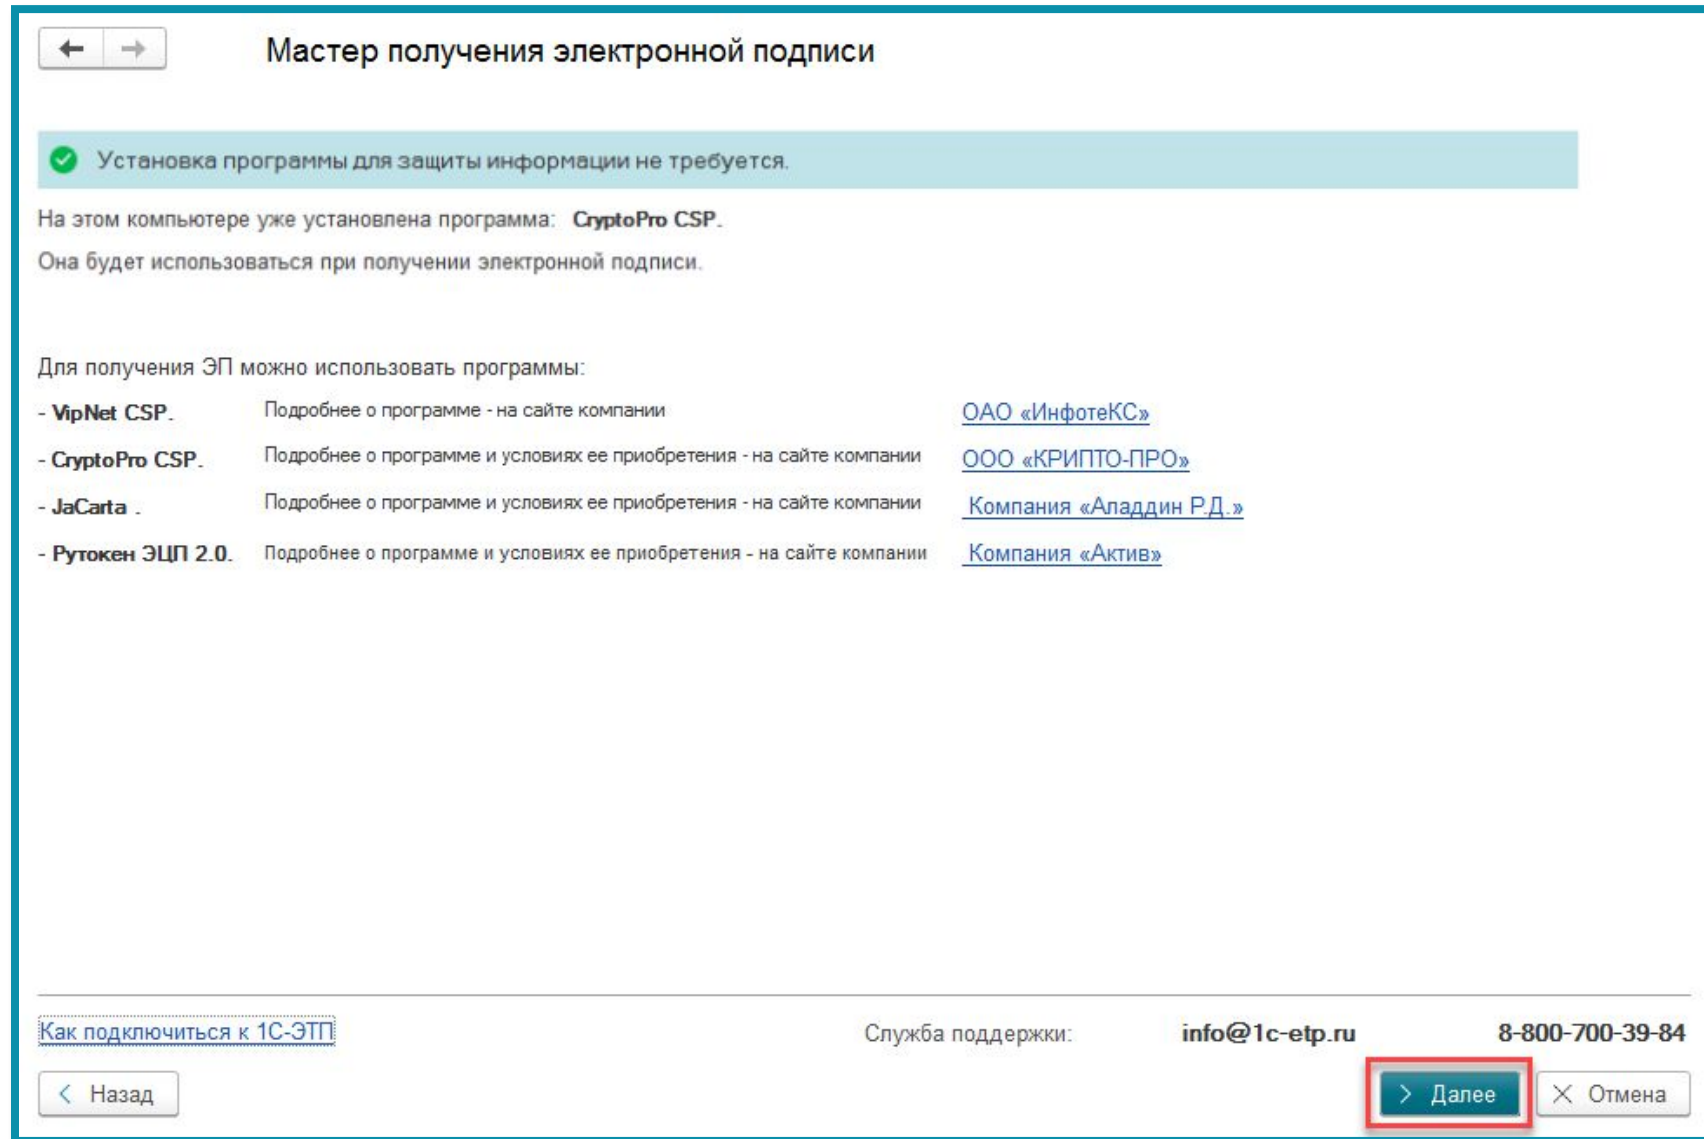 Мастер получения электронной подписи
Установка программы для защиты информации не требуется.
На этом компьютере уже установлена программа: CryptoPro CSP.
Она будет использоваться при получении электронной подписи.
Для получения ЭП можно использовать программы:
- VipNet CSP. Подробнее о программе - на сайте компании ОАО «ИнфотеКС»
- CryptoPro CSP. Подробнее о программе и условиях ее приобретения - на сайте компании ООО «КРИПТО-ПРО»
- JaCarta . Подробнее о программе и условиях ее приобретения - на сайте компании Компания «Аладдин Р.Д.»
- Рутокен ЭЦП 2.0. Подробнее о программе и условиях ее приобретения - на сайте компании Компания «Актив»
Как подключиться к 1С-ЭТП Служба поддержки: info@1c-etp.ru 8-800-700-39-84
Назад Далее Отмена